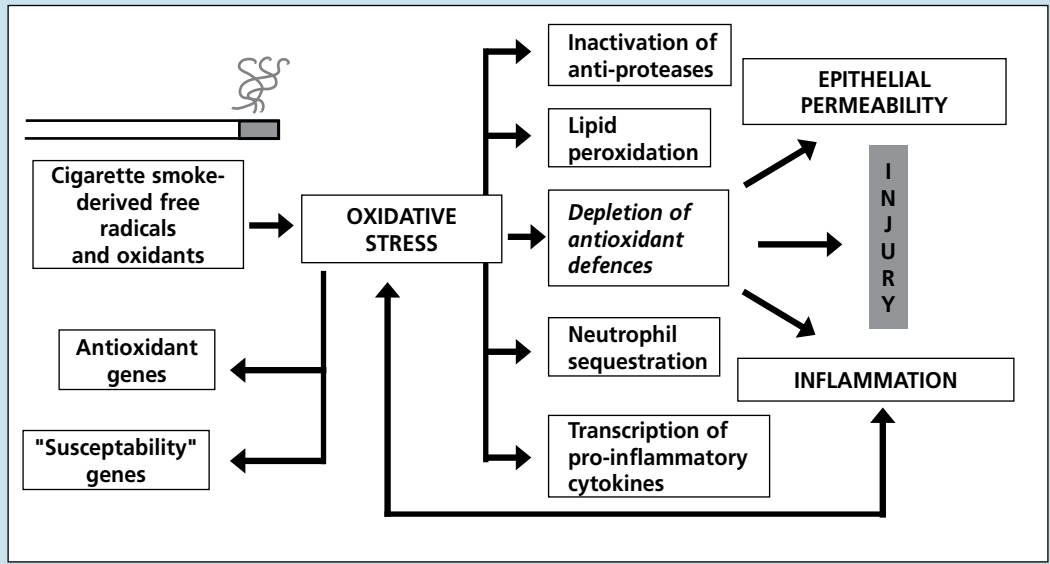 Cigarette smoke-
derived free
radicals
and oxidants
OXIDATIVE
STRESS
Antioxidant
genes
"Susceptability"
genes
Inactivation of
anti-proteases
Lipid
peroxidation
Depletion of
antioxidant
defences
Neutrophil
sequestration
Transcription of
pro-inflammatory
cytokines
EPITHELIAL
PERMEABILITY
I
N
J
U
R
Y
INFLAMMATION